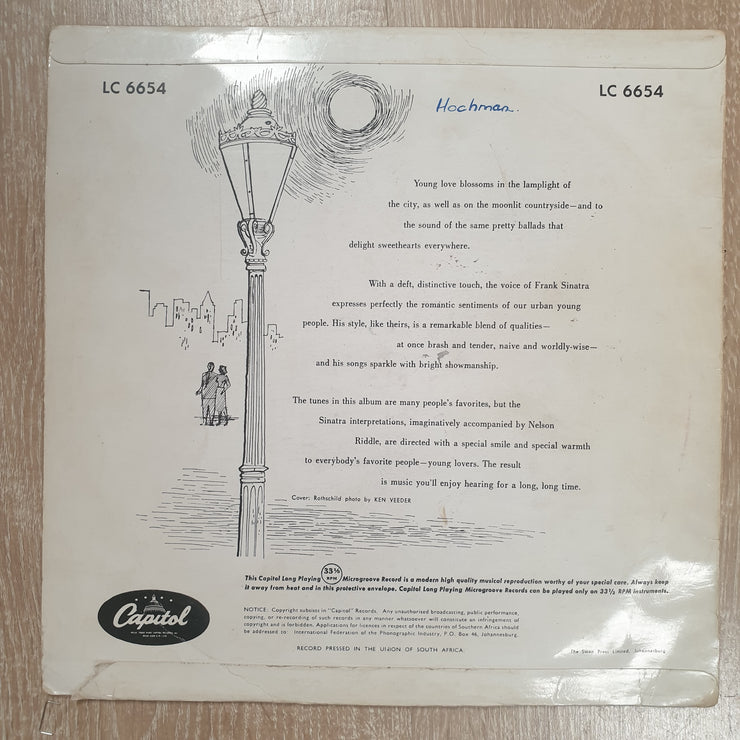 LC 6654
Hochman.
LC 6654
Young love blossoms in the lamplight of
the city, as well as on the moonlit countryside—and to
the sound of the same pretty ballads that
delight sweethearts everywhere.
With a deft, distinctive touch, the voice of Frank Sinatra
expresses perfectly the romantic sentiments of our urban young
people. His style, like theirs, is a remarkable blend of qualities—
at once brash and tender, naive and worldly-wise—
and his songs sparkle with bright showmanship.
The tunes in this album are many people's favorites, but the
Sinatra interpretations, imaginatively accompanied by Nelson
Riddle, are directed with a special smile and special warmth
to everybody's favorite people—young lovers. The result
is music you'll enjoy hearing for a long, long time.
Cover: Rothschild photo by KEN VEEDER
This Capitol Long Playing 33⅓ RPM Microgroove Record is a modern high quality musical reproduction worthy of your special care. Always keep
it away from heat and in this protective envelope. Capitol Long Playing Microgroove Records can be played only on 33⅓ RPM instruments.
Capitol
NOTICE: Copyright subsists in "Capitol" Records. Any unauthorised broadcasting, public performance,
copying, or re-recording of such records in any manner whatsoever will constitute an infringement of
copyright and is forbidden. Applications for licences in respect of the countries of Southern Africa should
be addressed to: International Federation of the Phonographic Industry, P.O. Box 46, Johannesburg.
RECORD PRESSED IN THE UNION OF SOUTH AFRICA.
The Swan Press Limited, Johannesburg